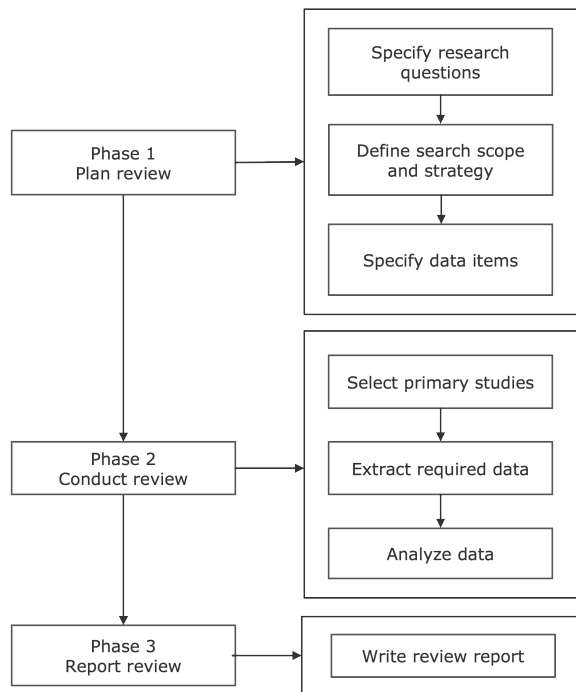 Specify research
questions
Phase 1
Plan review
Define search scope
and strategy
Specify data items
Select primary studies
Phase 2
Conduct review
Extract required data
Analyze data
Phase 3
Report review
Write review report